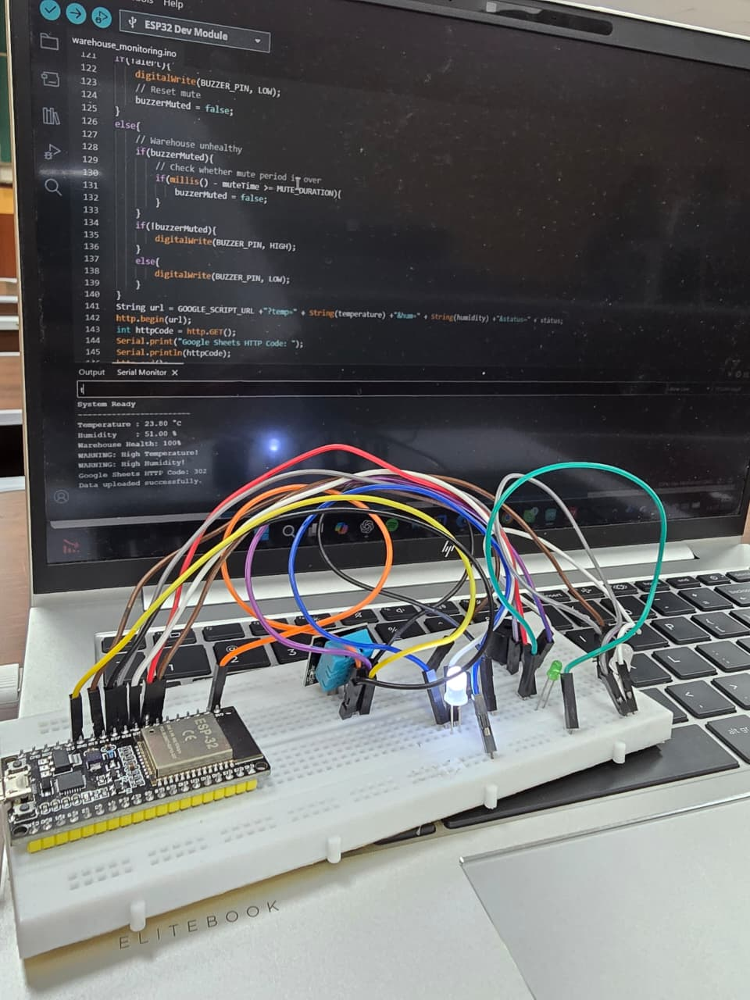 Help
ESP32 Dev Module
warehouse_monitoring.ino
121 if(!alert){
122 digitalWrite(BUZZER_PIN, LOW);
123 // Reset mute
124 buzzerMuted = false;
125 }
126 else{
127 // Warehouse unhealthy
128 if(buzzerMuted){
129 // Check whether mute period is over
130 if(millis() - muteTime >= MUTE_DURATION){
131 buzzerMuted = false;
132 }
133 }
134 if(!buzzerMuted){
135 digitalWrite(BUZZER_PIN, HIGH);
136 }
137 else{
138 digitalWrite(BUZZER_PIN, LOW);
139 }
140 }
141 String url = GOOGLE_SCRIPT_URL +"?temp=" + String(temperature) +"&hum=" + String(humidity) +"&status=" + status;
142 http.begin(url);
143 int httpCode = http.GET();
144 Serial.print("Google Sheets HTTP Code: ");
145 Serial.println(httpCode);
Output Serial Monitor X
System Ready
------------------------
Temperature : 23.80 °C
Humidity : 51.00 %
Warehouse Health: 100%
WARNING: High Temperature!
WARNING: High Humidity!
Google Sheets HTTP Code: 302
Data uploaded successfully.
hp
ESP-32
CE
ELITEBOOK